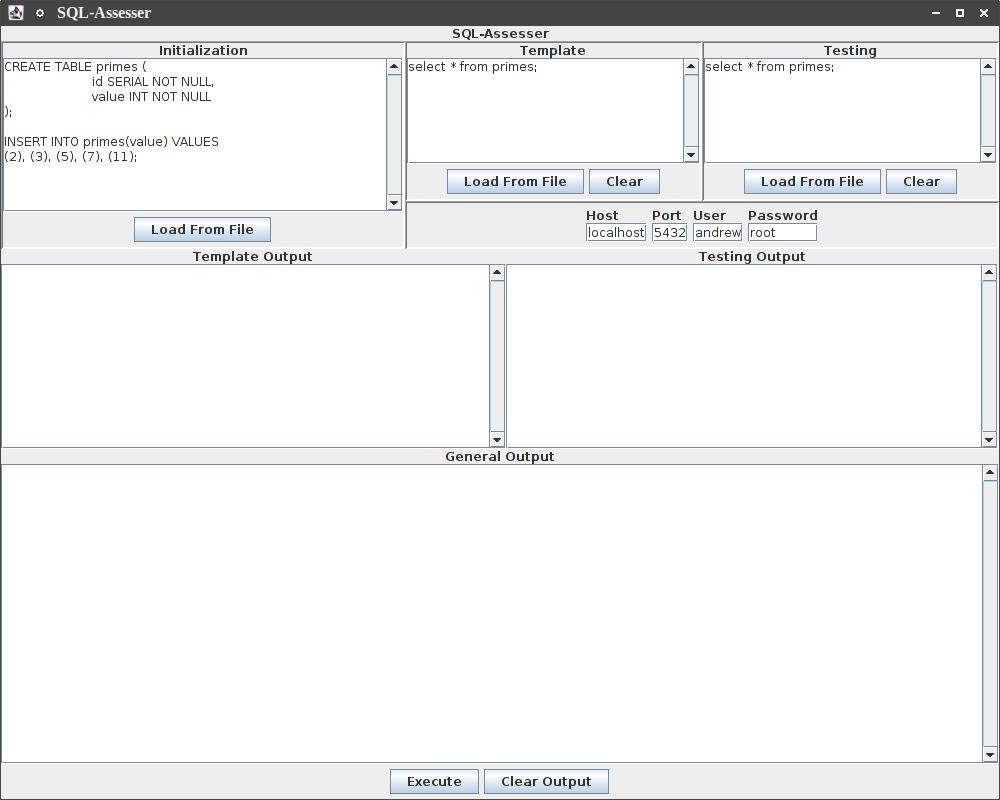 SQL-Assesser
SQL-Assesser
Initialization
CREATE TABLE primes (
id SERIAL NOT NULL,
value INT NOT NULL
);
INSERT INTO primes(value) VALUES
(2), (3), (5), (7), (11);
Load From File
Template
select * from primes;
Load From File Clear
Testing
select * from primes;
Load From File Clear
Host Port User Password
localhost 5432 andrew root
Template Output
Testing Output
General Output
Execute Clear Output